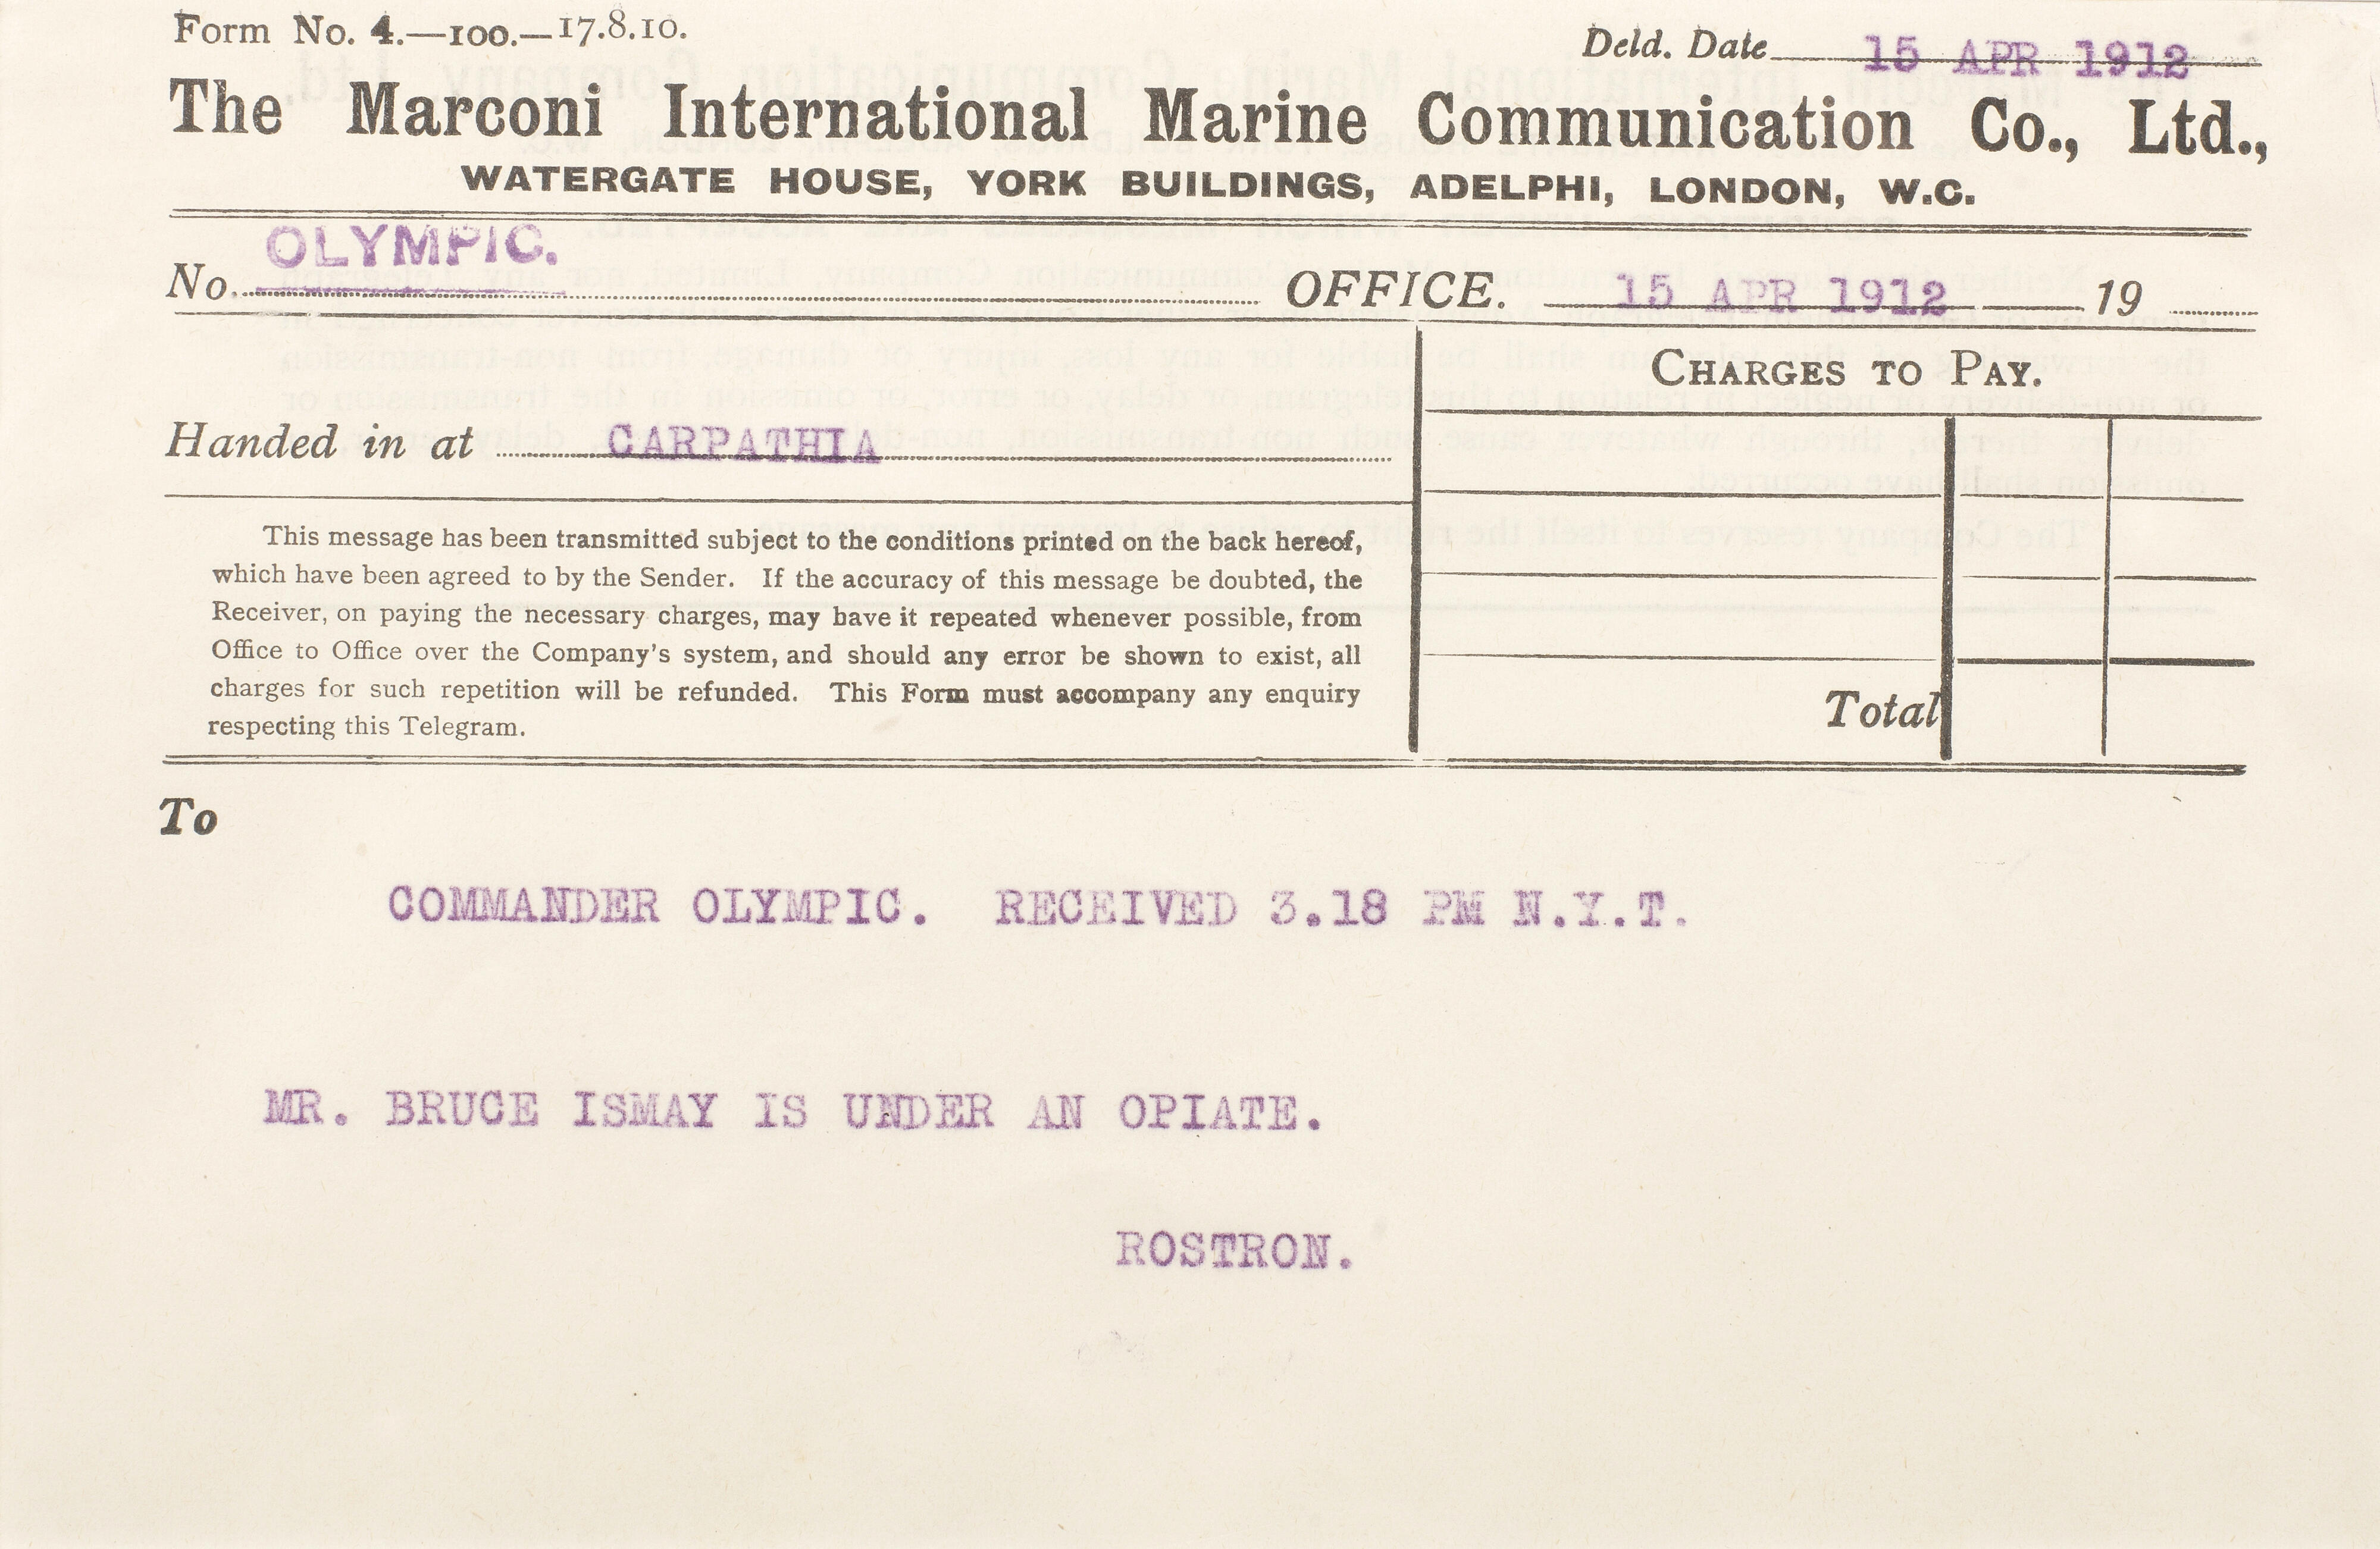 Form No. 4.—100.—17.8.10.
Deld. Date 15 APR 1912
The Marconi International Marine Communication Co., Ltd.,
WATERGATE HOUSE, YORK BUILDINGS, ADELPHI, LONDON, W.C.
No. OLYMPIC. OFFICE. 15 APR 1912 19
CHARGES TO PAY.
Handed in at CARPATHIA
This message has been transmitted subject to the conditions printed on the back hereof,
which have been agreed to by the Sender. If the accuracy of this message be doubted, the
Receiver, on paying the necessary charges, may have it repeated whenever possible, from
Office to Office over the Company's system, and should any error be shown to exist, all
charges for such repetition will be refunded. This Form must accompany any enquiry
respecting this Telegram.
Total
To
COMMANDER OLYMPIC. RECEIVED 3.18 PM N.Y.T.
MR. BRUCE ISMAY IS UNDER AN OPIATE.
ROSTRON.